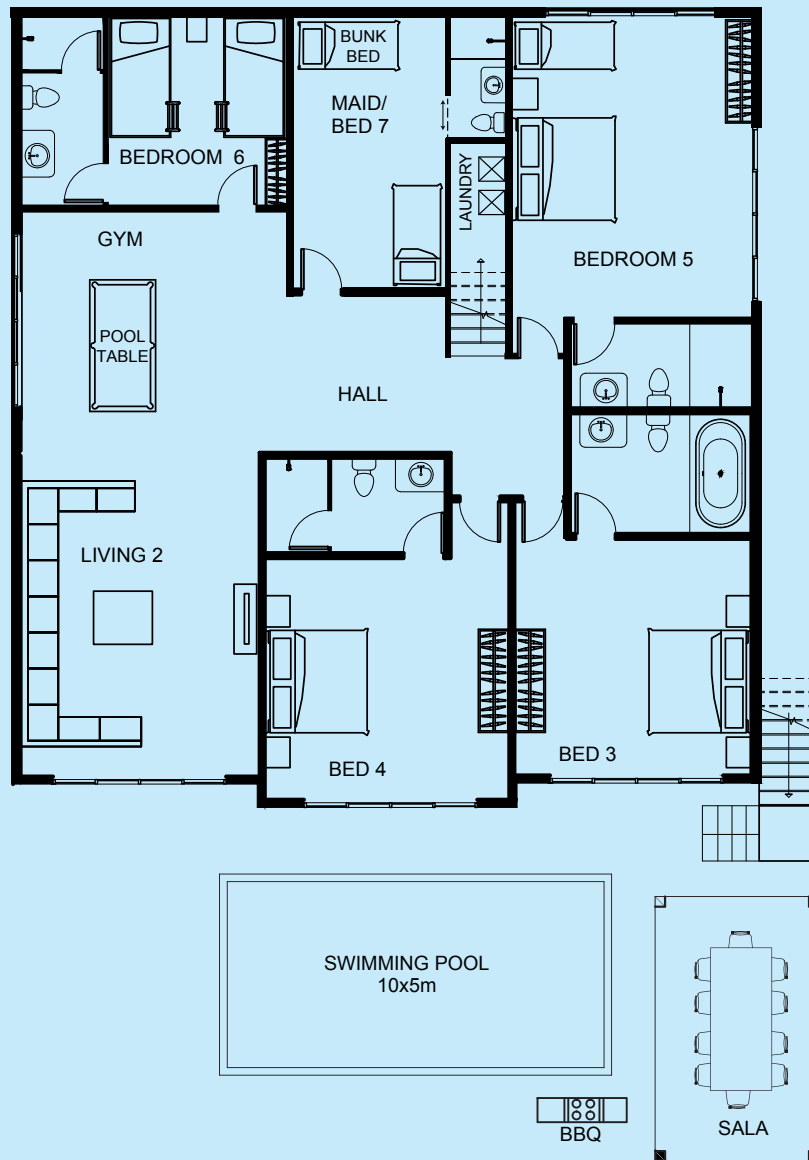 BUNK
BED
MAID/
BED 7
BEDROOM 6
LAUNDRY
GYM
BEDROOM 5
POOL
TABLE
HALL
LIVING 2
BED 4
BED 3
SWIMMING POOL
10x5m
BBQ
SALA